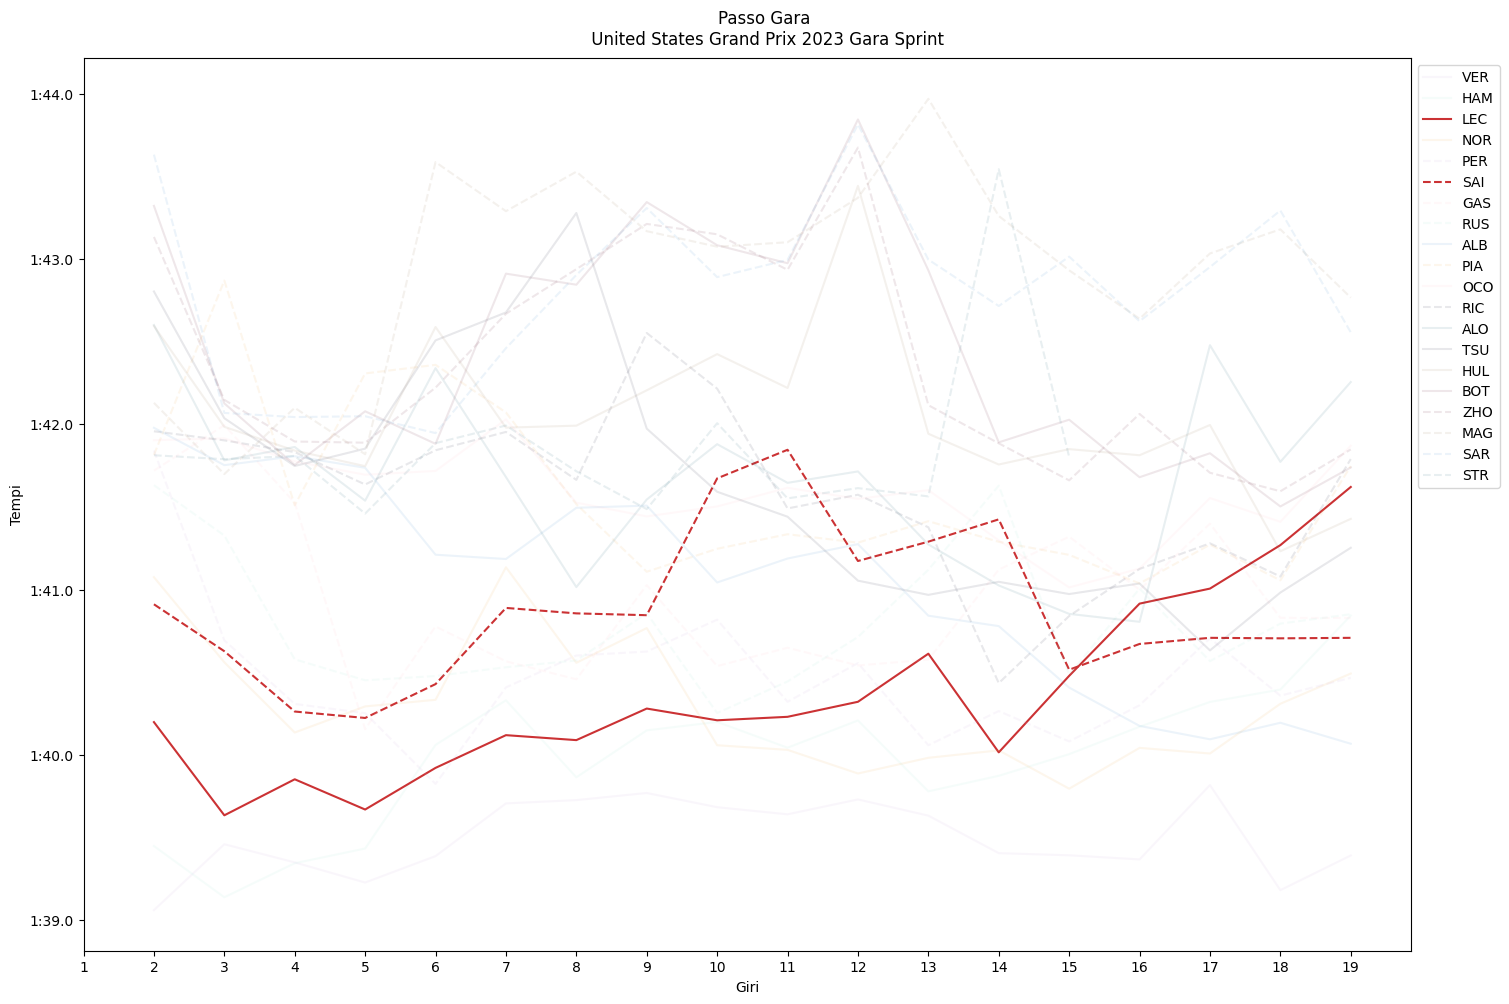 Passo Gara
United States Grand Prix 2023 Gara Sprint
1:44.0
1:43.0
1:42.0
1:41.0
1:40.0
1:39.0
Tempi
1 2 3 4 5 6 7 8 9 10 11 12 13 14 15 16 17 18 19
Giri
VER
HAM
LEC
NOR
PER
SAI
GAS
RUS
ALB
PIA
OCO
RIC
ALO
TSU
HUL
BOT
ZHO
MAG
SAR
STR